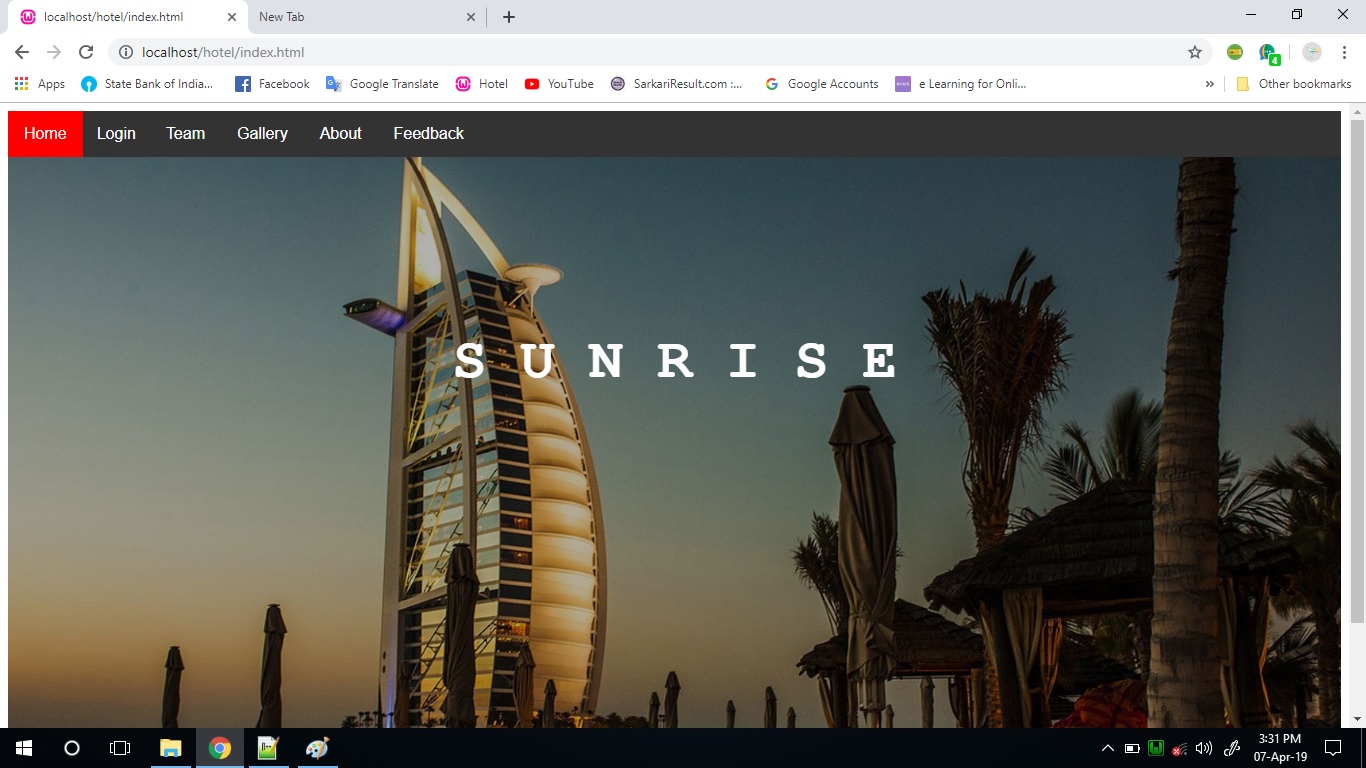 localhost/hotel/index.html New Tab
localhost/hotel/index.html 4
Apps State Bank of India... Facebook Google Translate Hotel YouTube SarkariResult.com :... Google Accounts e Learning for Onli... » Other bookmarks
Home Login Team Gallery About Feedback
S U N R I S E
3:31 PM
07-Apr-19